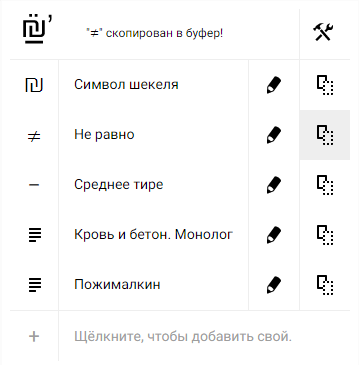 ₪̈’ "≠" скопирован в буфер!
₪ Символ шекеля
≠ Не равно
– Среднее тире
Кровь и бетон. Монолог
Пожималкин
+ Щёлкните, чтобы добавить свой.